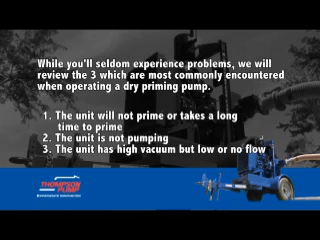 While you'll seldom experience problems, we will
review the 3 which are most commonly encountered
when operating a dry priming pump.
1. The unit will not prime or takes a long
time to prime
2. The unit is not pumping
3. The unit has high vacuum but low or no flow
THOMPSON
PUMP